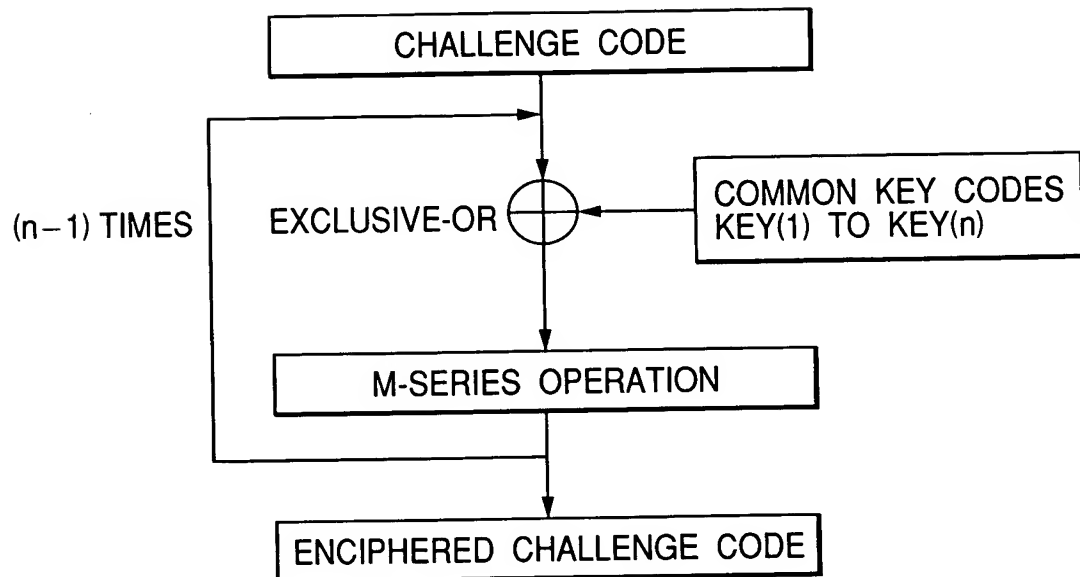 CHALLENGE CODE
(n−1) TIMES
EXCLUSIVE-OR
COMMON KEY CODES
KEY(1) TO KEY(n)
M-SERIES OPERATION
ENCIPHERED CHALLENGE CODE